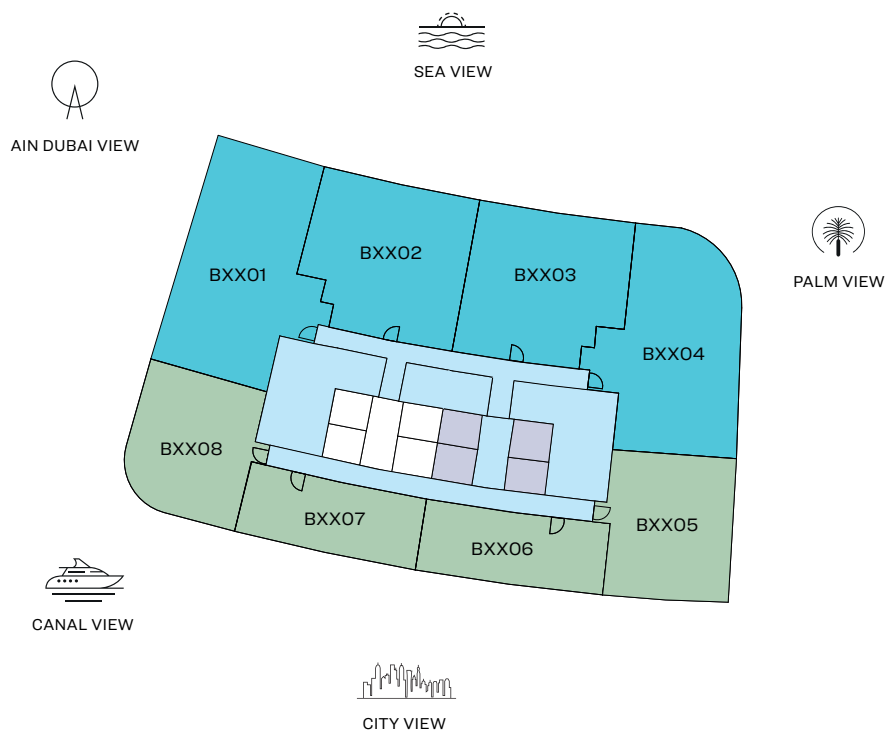 SEA VIEW
AIN DUBAI VIEW
PALM VIEW
BXX01
BXX02
BXX03
BXX04
BXX08
BXX07
BXX06
BXX05
CANAL VIEW
CITY VIEW